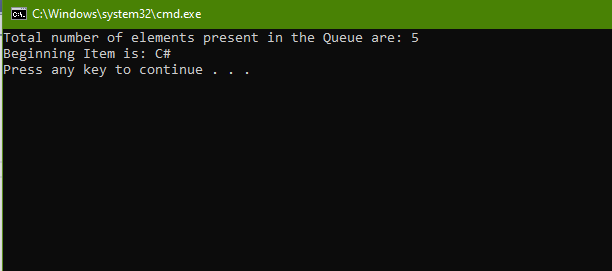 C:\Windows\system32\cmd.exe
Total number of elements present in the Queue are: 5
Beginning Item is: C#
Press any key to continue . . .